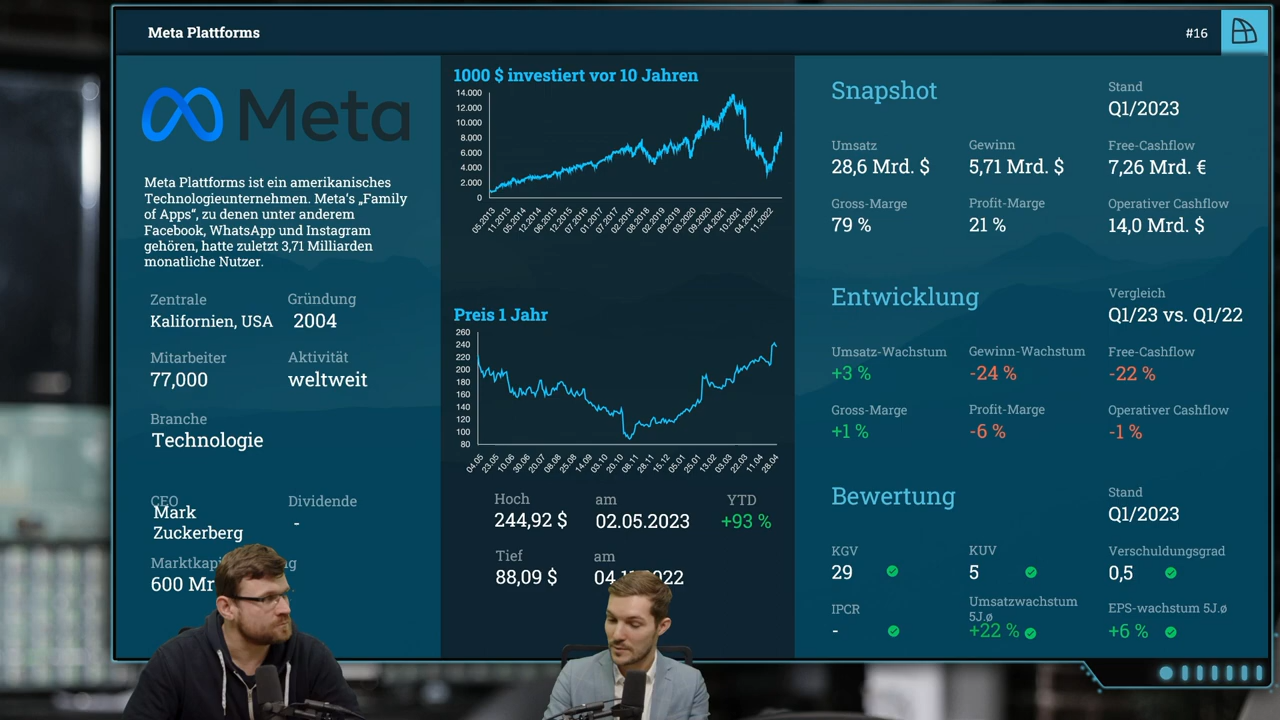 Meta Plattforms
#16
Meta
Meta Plattforms ist ein amerikanisches
Technologieunternehmen. Meta's „Family
of Apps“, zu denen unter anderem
Facebook, WhatsApp und Instagram
gehören, hatte zuletzt 3,71 Milliarden
monatliche Nutzer.
Zentrale
Gründung
Kalifornien, USA
2004
Mitarbeiter
Aktivität
77,000
weltweit
Branche
Technologie
CEO
Dividende
Mark
Zuckerberg
-
600
1000 $ investiert vor 10 Jahren
14.000
12.000
10.000
8.000
6.000
4.000
2.000
0
05.2013
11.2013
05.2014
12.2014
06.2015
12.2015
07.2016
01.2017
07.2017
02.2018
08.2018
02.2019
09.2019
03.2020
09.2020
04.2021
10.2021
04.2022
11.2022
Preis 1 Jahr
260
240
220
200
180
160
140
120
100
80
04.05
23.05
10.06
30.06
20.07
08.08
25.08
14.09
03.10
20.10
08.11
28.11
15.12
05.01
25.01
13.02
03.03
22.03
11.04
28.04
Hoch
am
YTD
244,92 $
02.05.2023
+93 %
Tief
am
88,09 $
Snapshot
Stand
Q1/2023
Umsatz
Gewinn
Free-Cashflow
28,6 Mrd. $
5,71 Mrd. $
7,26 Mrd. €
Gross-Marge
Profit-Marge
Operativer Cashflow
79 %
21 %
14,0 Mrd. $
Entwicklung
Vergleich
Q1/23 vs. Q1/22
Umsatz-Wachstum
Gewinn-Wachstum
Free-Cashflow
+3 %
-24 %
-22 %
Gross-Marge
Profit-Marge
Operativer Cashflow
+1 %
-6 %
-1 %
Bewertung
Stand
Q1/2023
KGV
KUV
Verschuldungsgrad
29
5
0,5
IPCR
Umsatzwachstum
5J.ø
EPS-wachstum 5J.ø
-
+22 %
+6 %